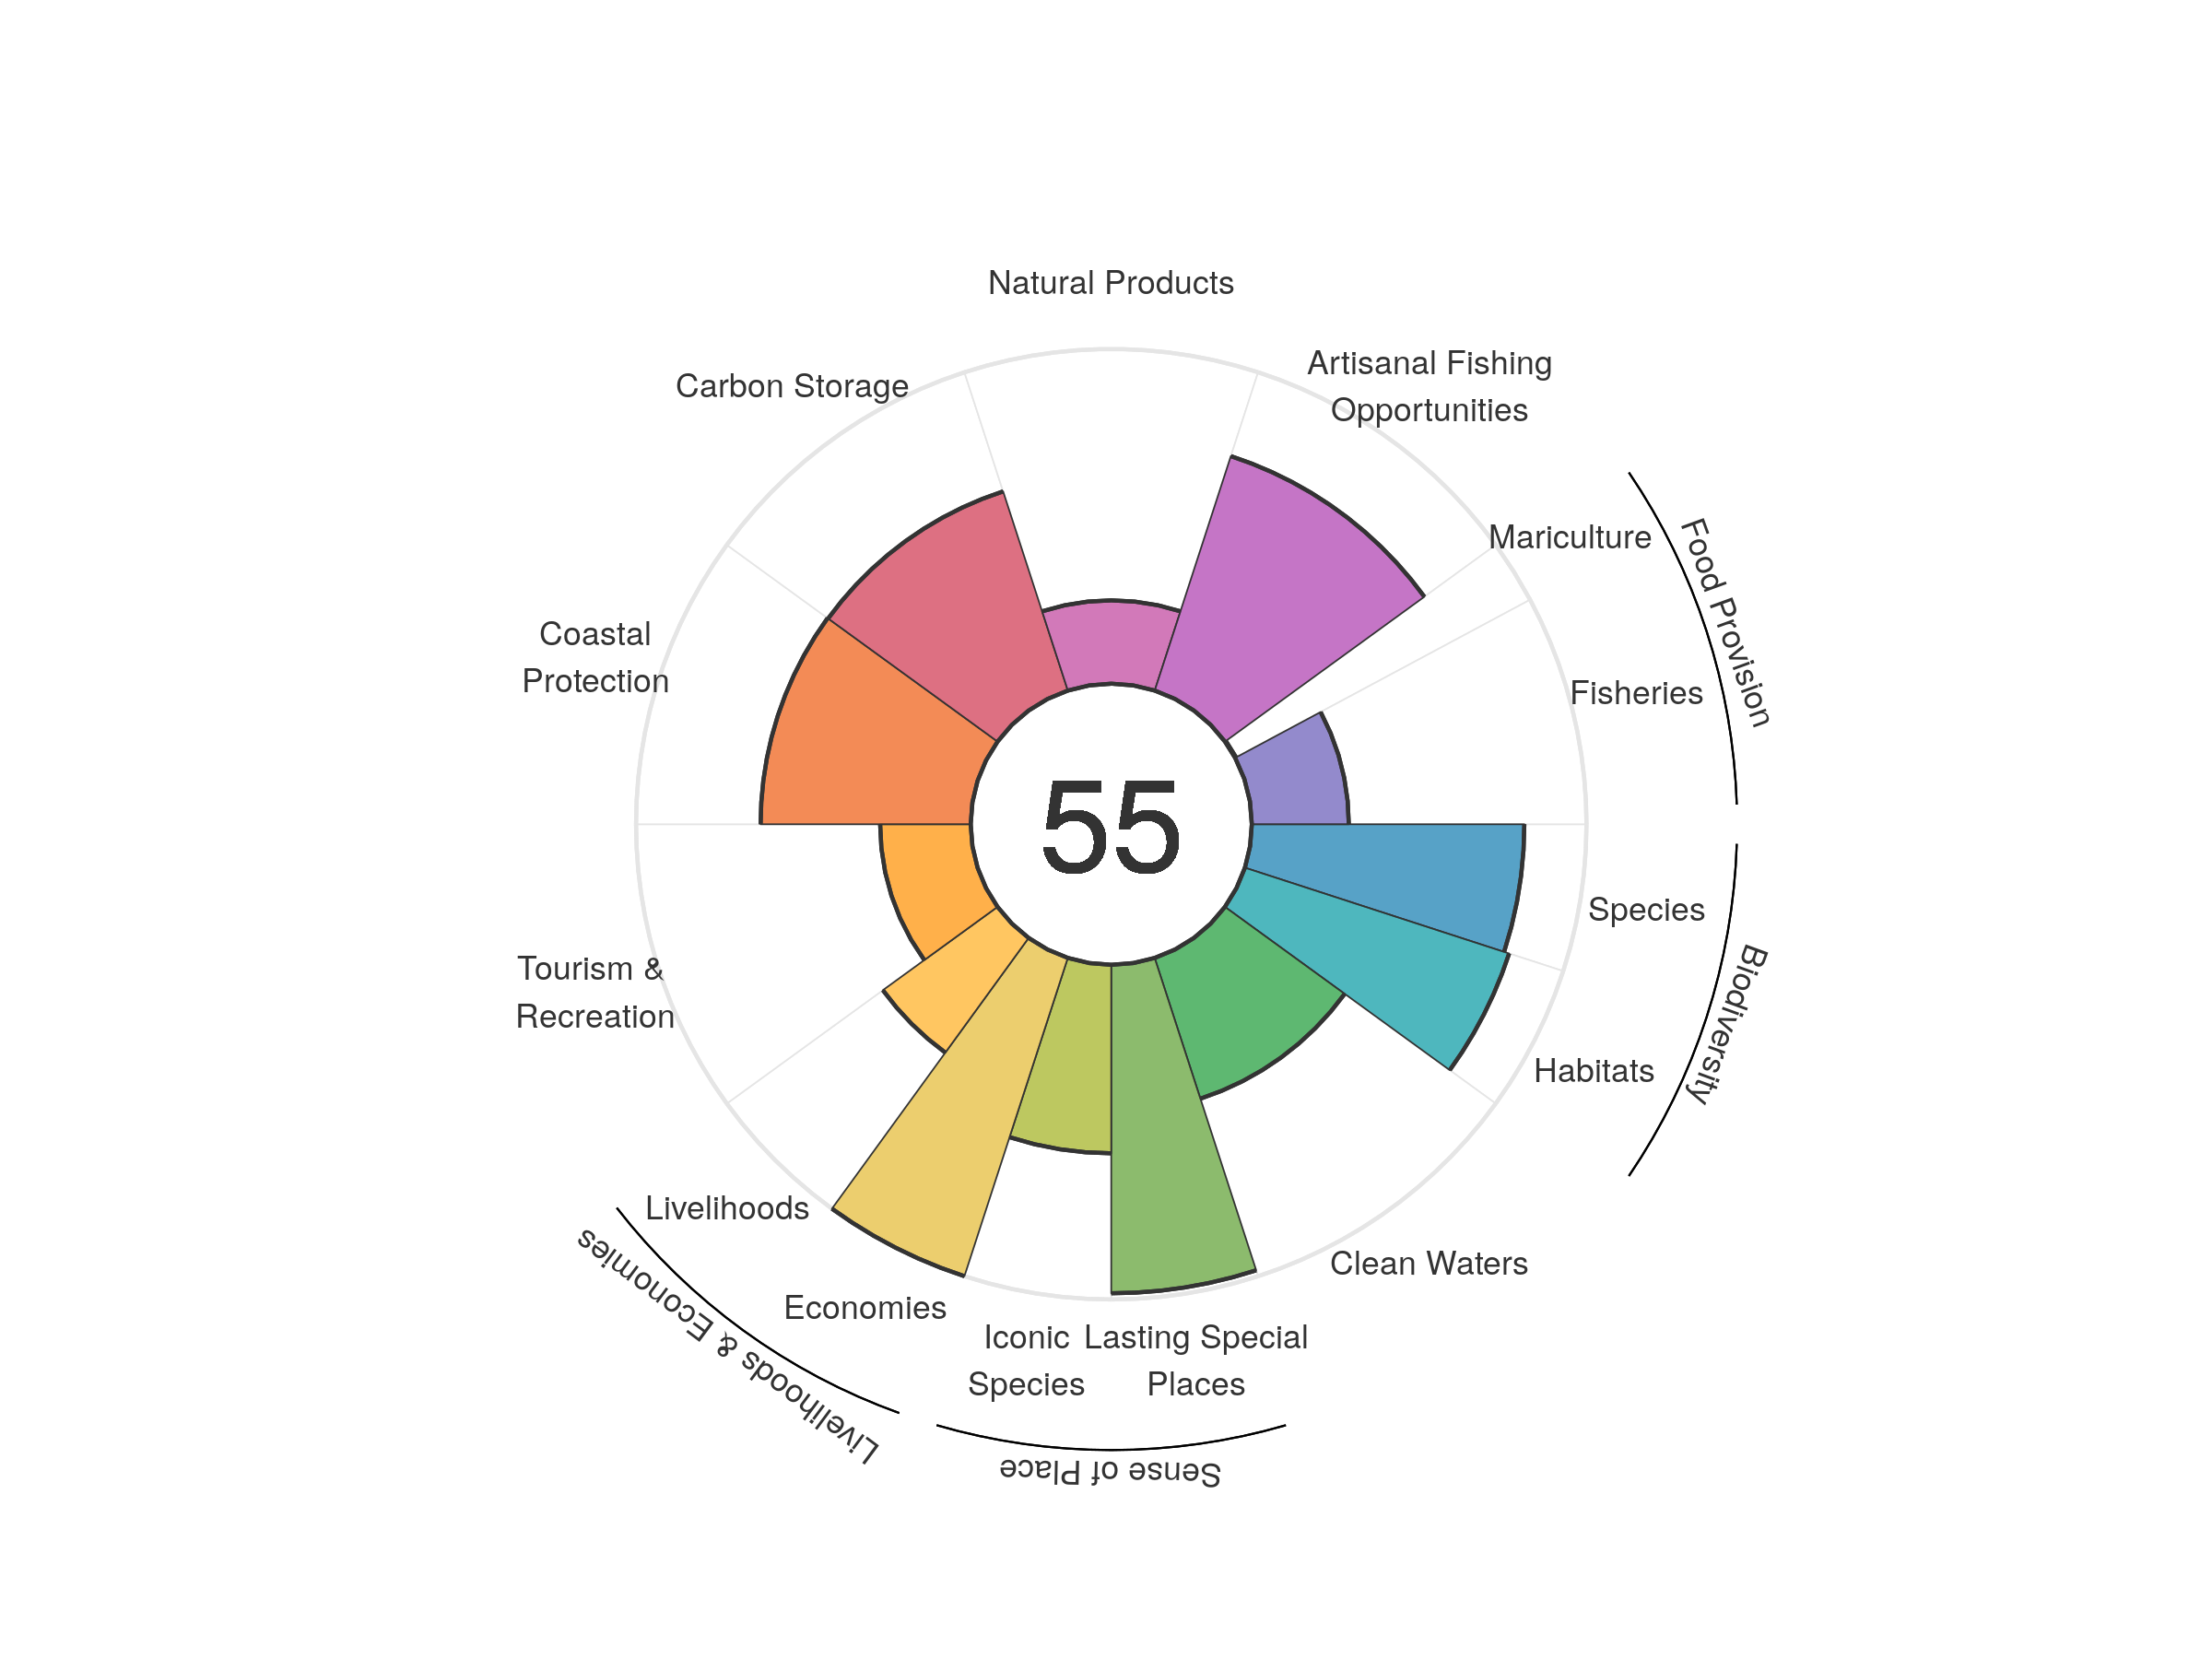 Natural Products
Artisanal Fishing
Opportunities
Carbon Storage
Mariculture
Food Provision
Coastal
Protection
Fisheries
55
Species
Biodiversity
Tourism &
Recreation
Habitats
Livelihoods
Clean Waters
Livelihoods & Economies
Economies
Iconic
Species
Lasting Special
Places
Sense of Place